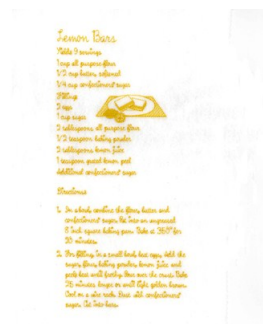 Lemon Bars
Yields 9 servings
1 cup all purpose flour
1/2 cup butter, softened
1/4 cup confectioners' sugar
Filling:
2 eggs
1 cup sugar
2 tablespoons all purpose flour
1/2 teaspoon baking powder
2 tablespoons lemon juice
1 teaspoon grated lemon peel
Additional confectioners' sugar
Directions
1. In a bowl, combine the flour, butter and
confectioners' sugar. Pat into an ungreased
8 inch square baking pan. Bake at 350° for
20 minutes.
2. For filling, in a small bowl, beat eggs. Add the
sugar, flour, baking powder, lemon juice and
peel; beat until frothy. Pour over the crust. Bake
25 minutes longer or until light golden brown.
Cool on a wire rack. Dust with confectioners'
sugar. Cut into bars.